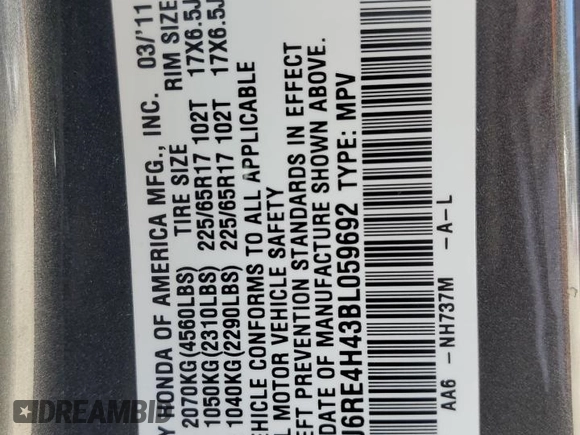 Y HONDA OF AMERICA MFG., INC. 03/'11
TIRE SIZE RIM SIZE
2070KG(4560LBS)
1050KG(2310LBS) 225/65R17 102T 17X6.5J
1040KG(2290LBS) 225/65R17 102T 17X6.5J
EHICLE CONFORMS TO ALL APPLICABLE
L MOTOR VEHICLE SAFETY
EFT PREVENTION STANDARDS IN EFFECT
DATE OF MANUFACTURE SHOWN ABOVE.
J6RE4H43BL059692 TYPE: MPV
AA6 -NH737M -A-L
DREAMBID